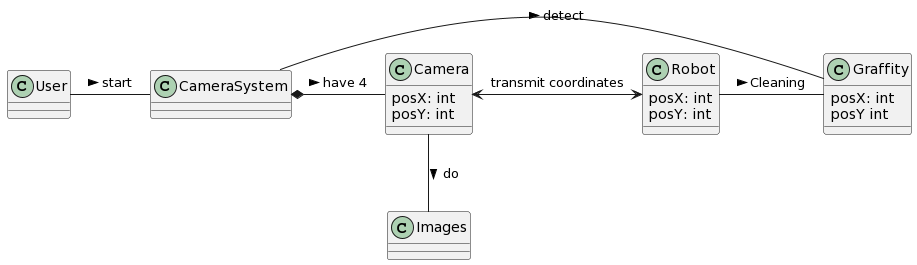 detect
C User
start
C CameraSystem
have 4
C Camera
posX: int
posY: int
transmit coordinates
C Robot
posX: int
posY: int
Cleaning
C Graffity
posX: int
posY int
do
C Images